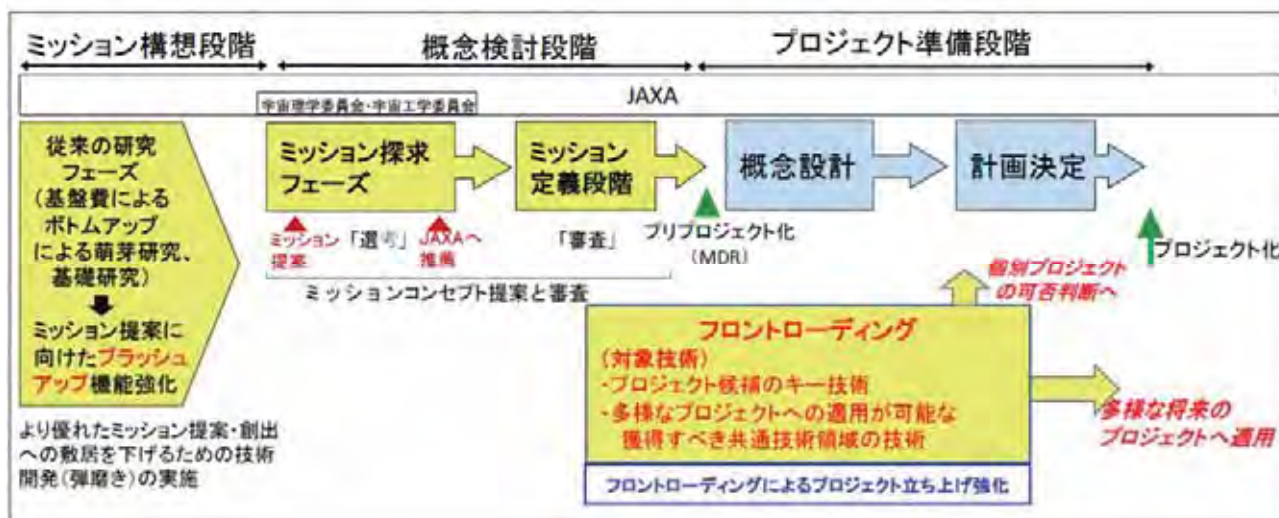 ミッション構想段階
概念検討段階
プロジェクト準備段階
JAXA
宇宙理学委員会・宇宙工学委員会
従来の研究
フェーズ
(基盤費による
ボトムアップ
による萌芽研究、
基礎研究)
ミッション提案に
向けたブラッシュ
アップ機能強化
より優れたミッション提案・創出
への敷居を下げるための技術
開発(弾磨き)の実施
ミッション探求
フェーズ
ミッション
提案
「選考」
JAXAへ
推薦
ミッション
定義段階
「審査」
ミッションコンセプト提案と審査
プリプロジェクト化
(MDR)
概念設計
計画決定
プロジェクト化
個別プロジェクト
の可否判断へ
フロントローディング
(対象技術)
・プロジェクト候補のキー技術
・多様なプロジェクトへの適用が可能な
獲得すべき共通技術領域の技術
フロントローディングによるプロジェクト立ち上げ強化
多様な将来の
プロジェクトへ適用